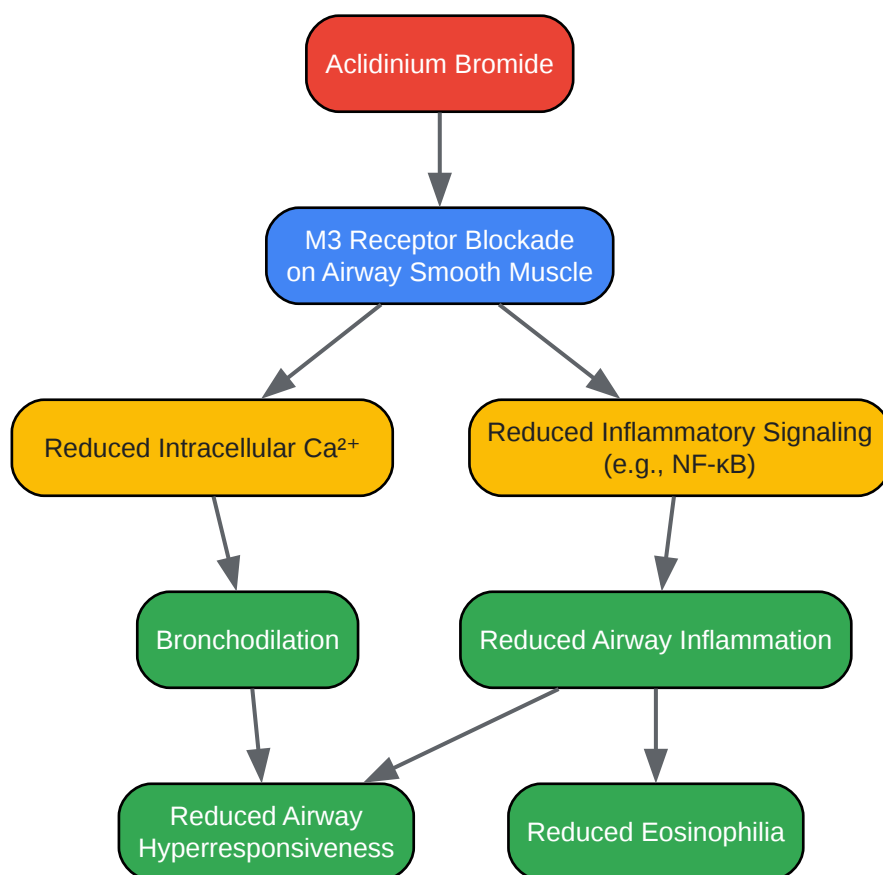 Aclidinium Bromide
M3 Receptor Blockade
on Airway Smooth Muscle
Reduced Intracellular Ca²⁺
Reduced Inflammatory Signaling
(e.g., NF-κB)
Bronchodilation
Reduced Airway Inflammation
Reduced Airway
Hyperresponsiveness
Reduced Eosinophilia